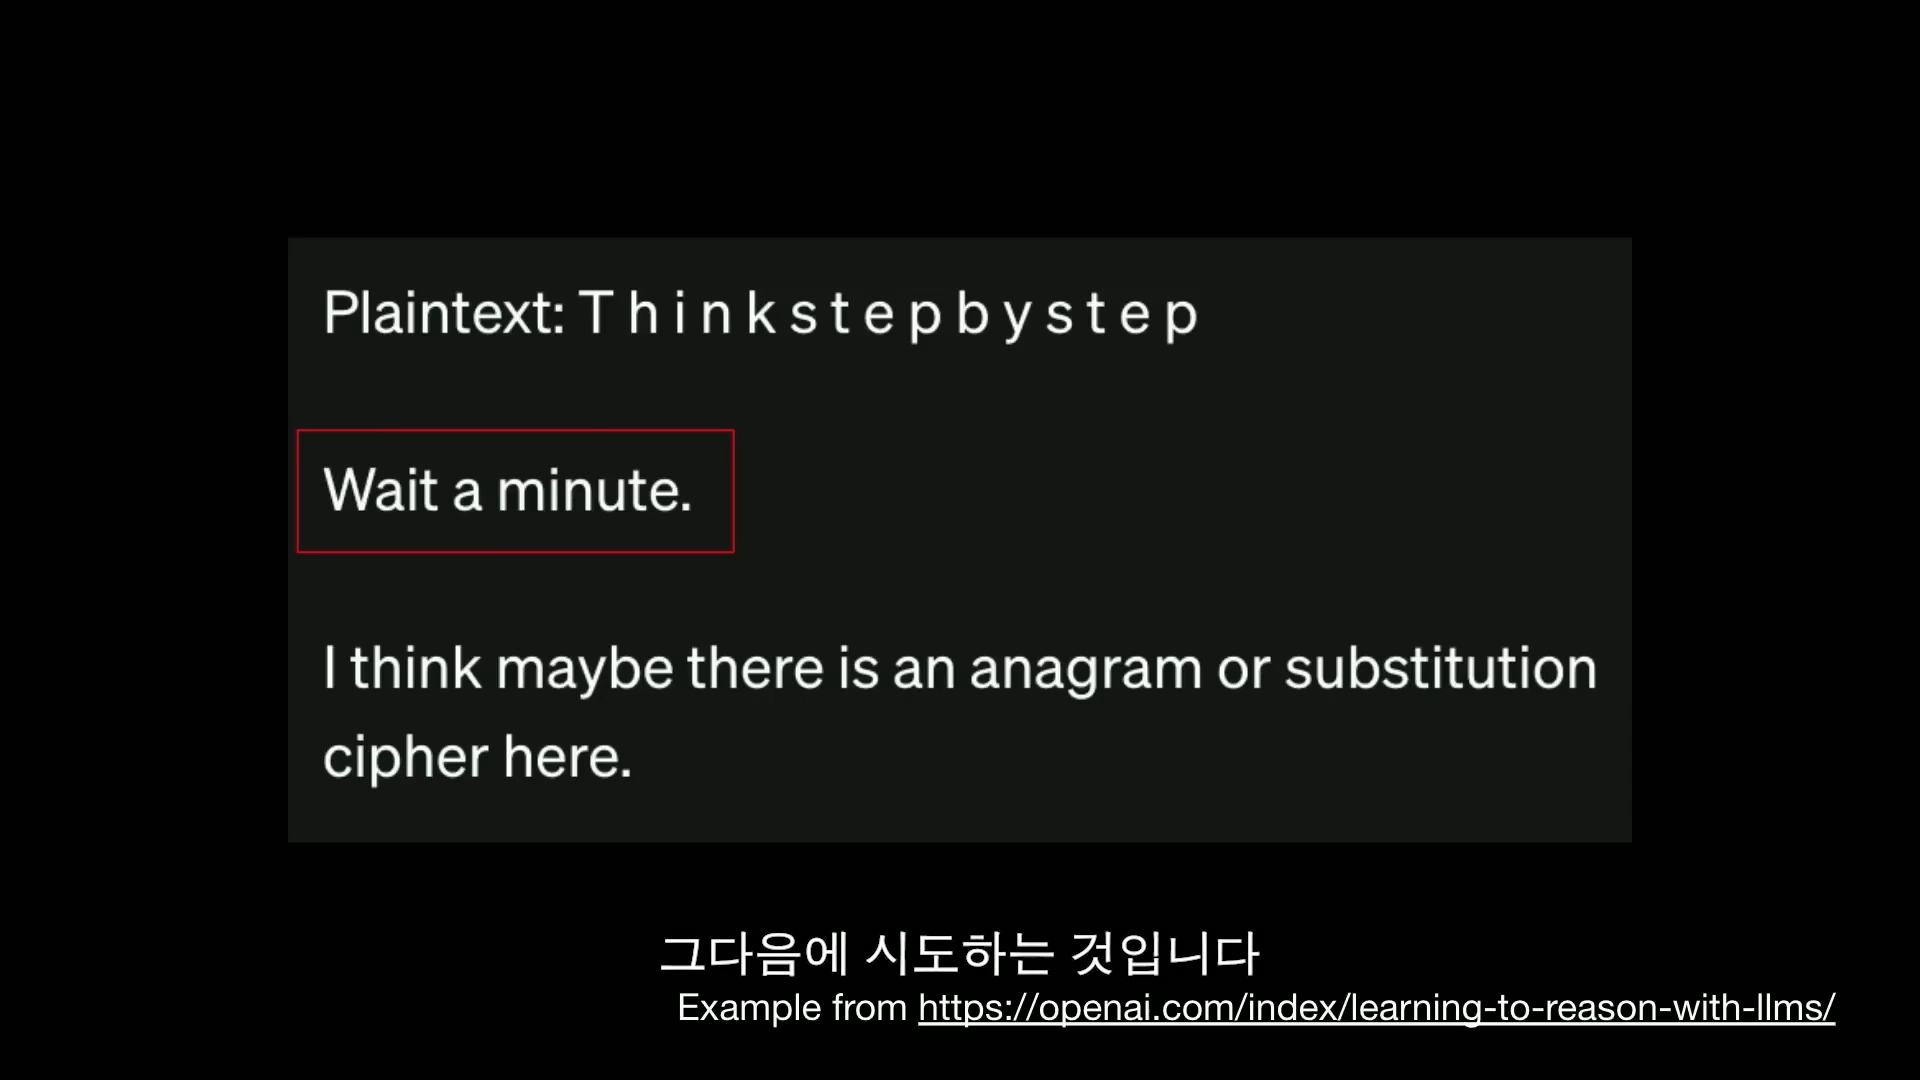 Plaintext: T h i n k s t e p b y s t e p
Wait a minute.
I think maybe there is an anagram or substitution
cipher here.
그다음에 시도하는 것입니다
Example from https://openai.com/index/learning-to-reason-with-llms/